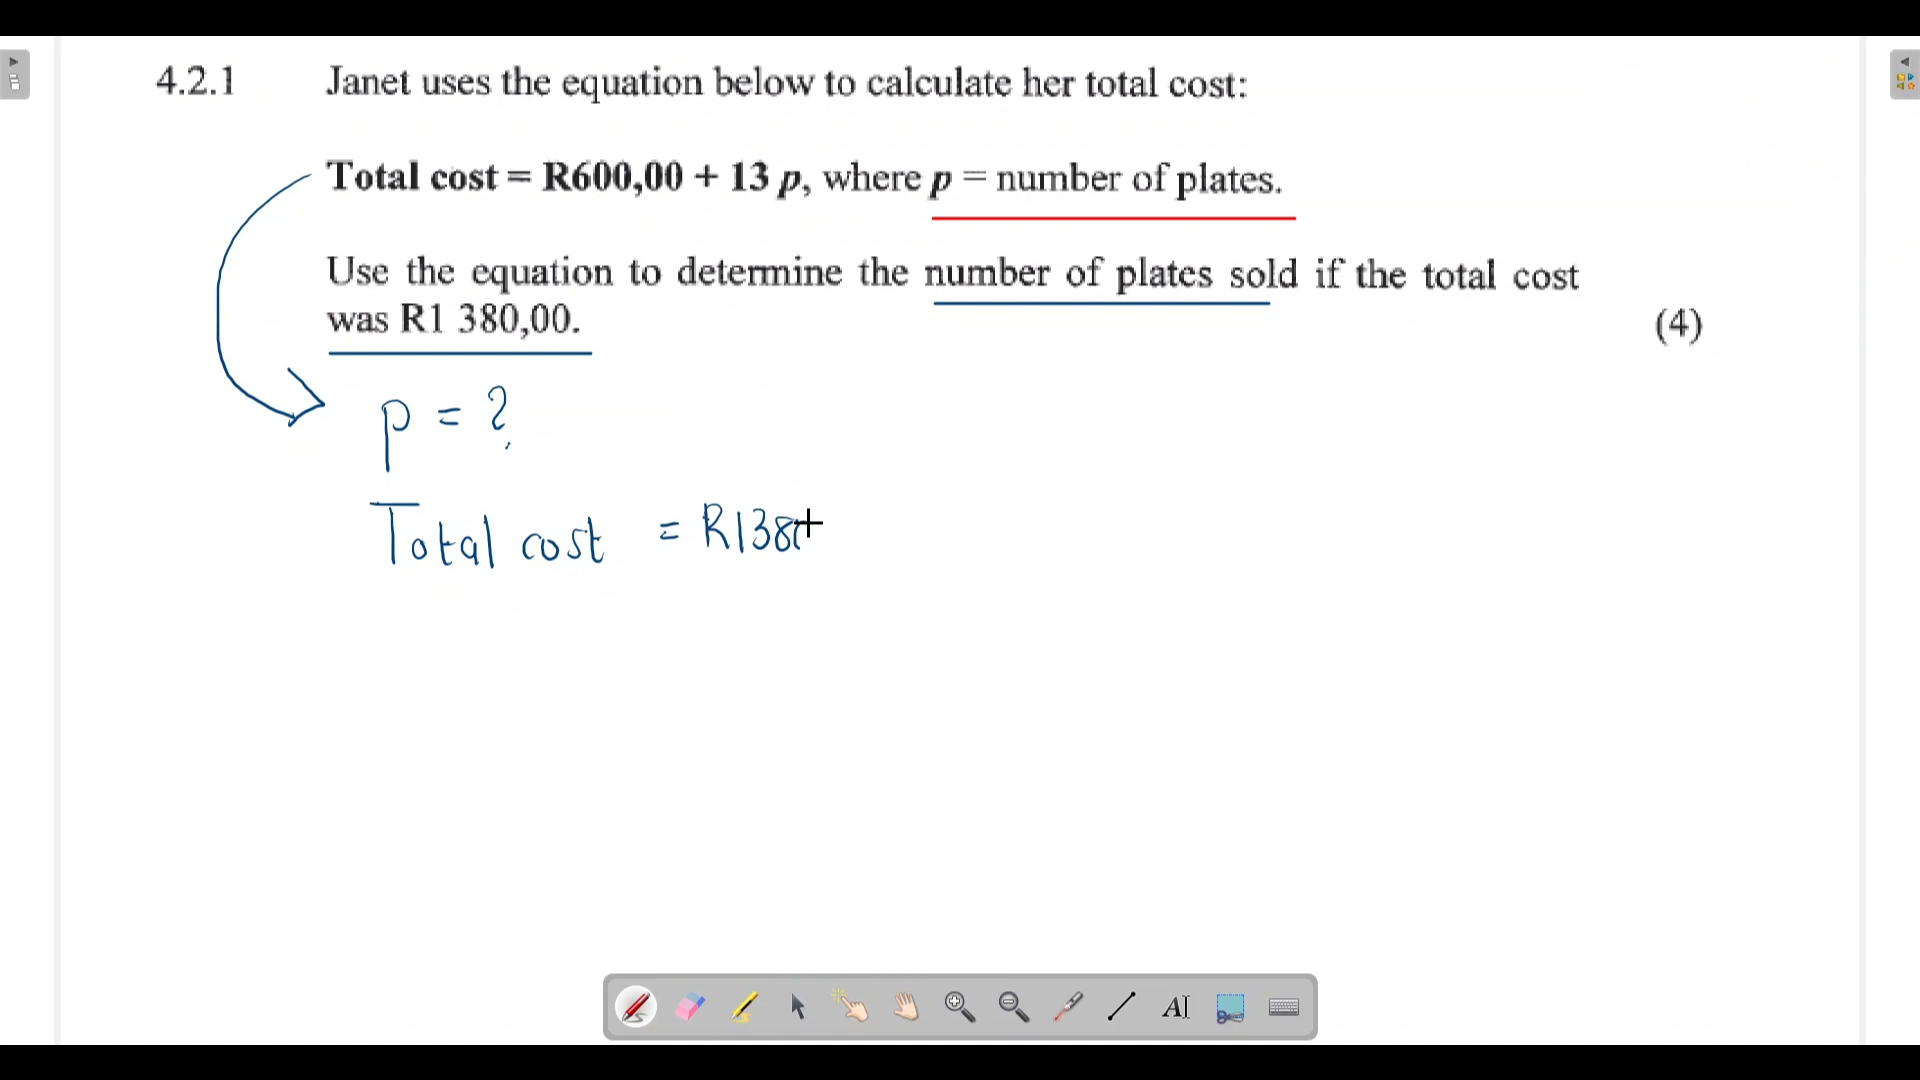 4.2.1 Janet uses the equation below to calculate her total cost:
Total cost = R600,00 + 13 p, where p = number of plates.
Use the equation to determine the number of plates sold if the total cost
was R1 380,00.
(4)
p = ?
Total cost = R138
AI